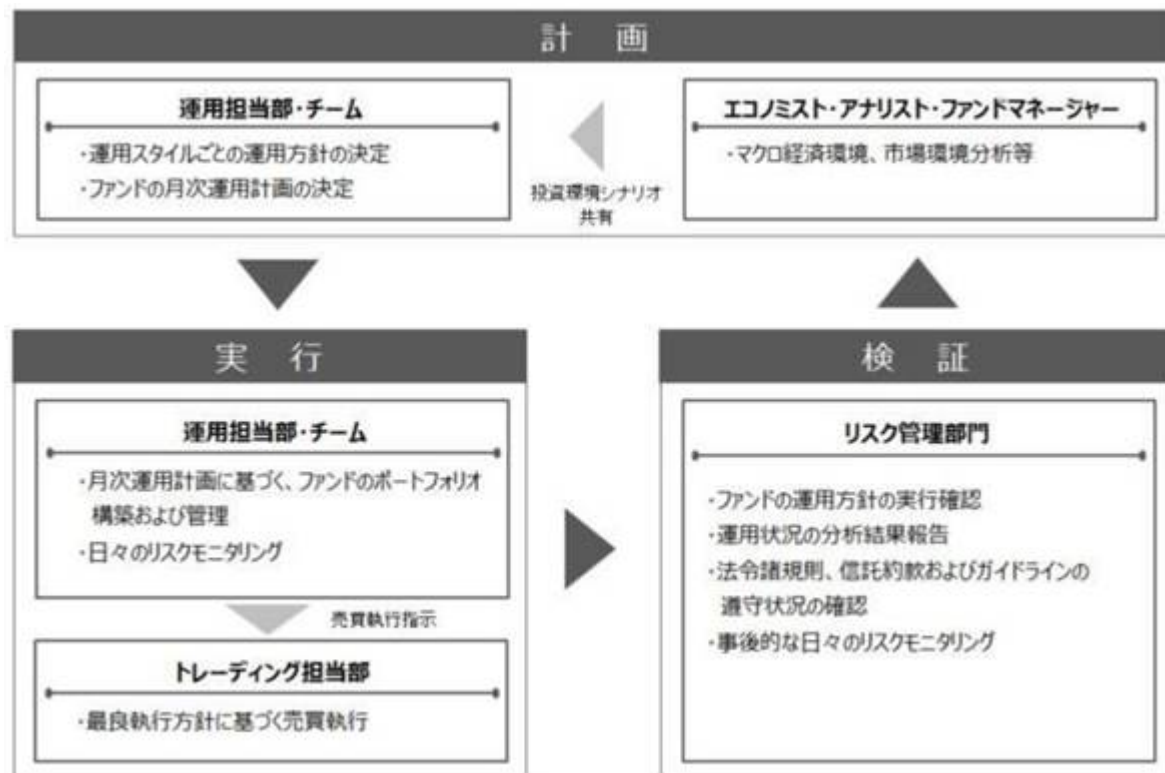 計 画
運用担当部・チーム
・運用スタイルごとの運用方針の決定
・ファンドの月次運用計画の決定
投資環境シナリオ
共有
エコノミスト・アナリスト・ファンドマネージャー
・マクロ経済環境、市場環境分析等
実 行
運用担当部・チーム
・月次運用計画に基づく、ファンドのポートフォリオ
構築および管理
・日々のリスクモニタリング
売買執行指示
トレーディング担当部
・最良執行方針に基づく売買執行
検 証
リスク管理部門
・ファンドの運用方針の実行確認
・運用状況の分析結果報告
・法令諸規則、信託約款およびガイドラインの
遵守状況の確認
・事後的な日々のリスクモニタリング